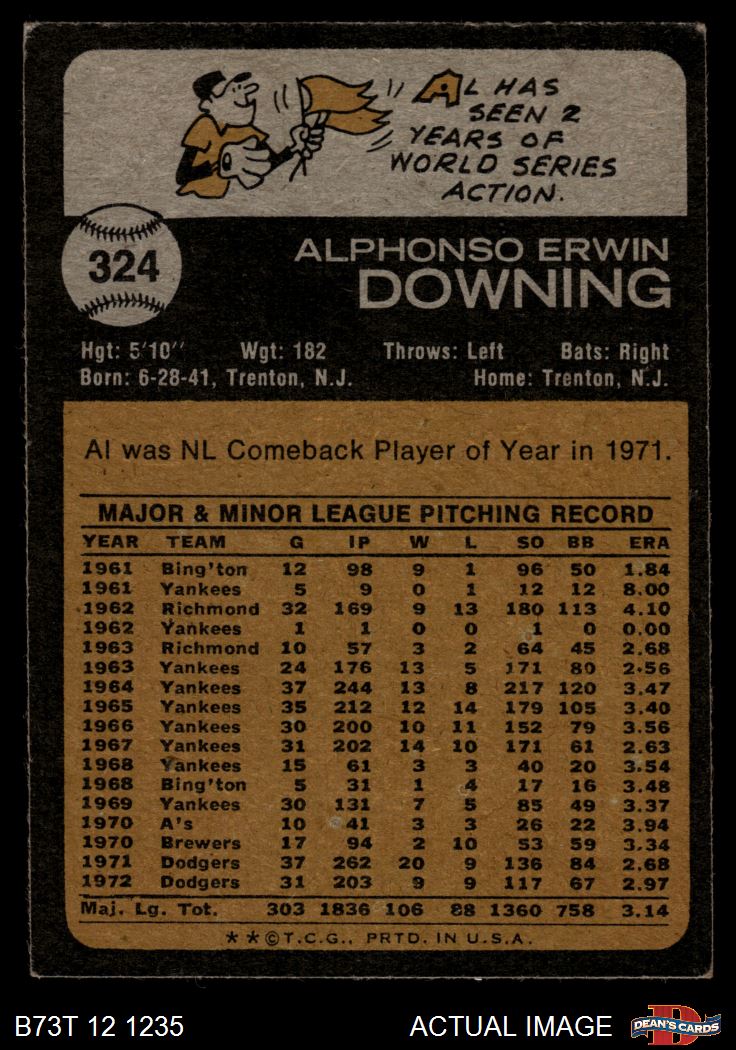 AL HAS
SEEN 2
YEARS OF
WORLD SERIES
ACTION.
324
ALPHONSO ERWIN
DOWNING
Hgt: 5'10'' Wgt: 182 Throws: Left Bats: Right
Born: 6-28-41, Trenton, N.J. Home: Trenton, N.J.
Al was NL Comeback Player of Year in 1971.
MAJOR & MINOR LEAGUE PITCHING RECORD
YEAR TEAM G IP W L SO BB ERA
1961 Bing'ton 12 98 9 1 96 50 1.84
1961 Yankees 5 9 0 1 12 12 8.00
1962 Richmond 32 169 9 13 180 113 4.10
1962 Yankees 1 1 0 0 1 0 0.00
1963 Richmond 10 57 3 2 64 45 2.68
1963 Yankees 24 176 13 5 171 80 2.56
1964 Yankees 37 244 13 8 217 120 3.47
1965 Yankees 35 212 12 14 179 105 3.40
1966 Yankees 30 200 10 11 152 79 3.56
1967 Yankees 31 202 14 10 171 61 2.63
1968 Yankees 15 61 3 3 40 20 3.54
1968 Bing'ton 5 31 1 4 17 16 3.48
1969 Yankees 30 131 7 5 85 49 3.37
1970 A's 10 41 3 3 26 22 3.94
1970 Brewers 17 94 2 10 53 59 3.34
1971 Dodgers 37 262 20 9 136 84 2.68
1972 Dodgers 31 203 9 9 117 67 2.97
Maj. Lg. Tot. 303 1836 106 88 1360 758 3.14
**©T.C.G., PRTD. IN U.S.A.
B73T 12 1235 ACTUAL IMAGE D DEAN'S CARDS